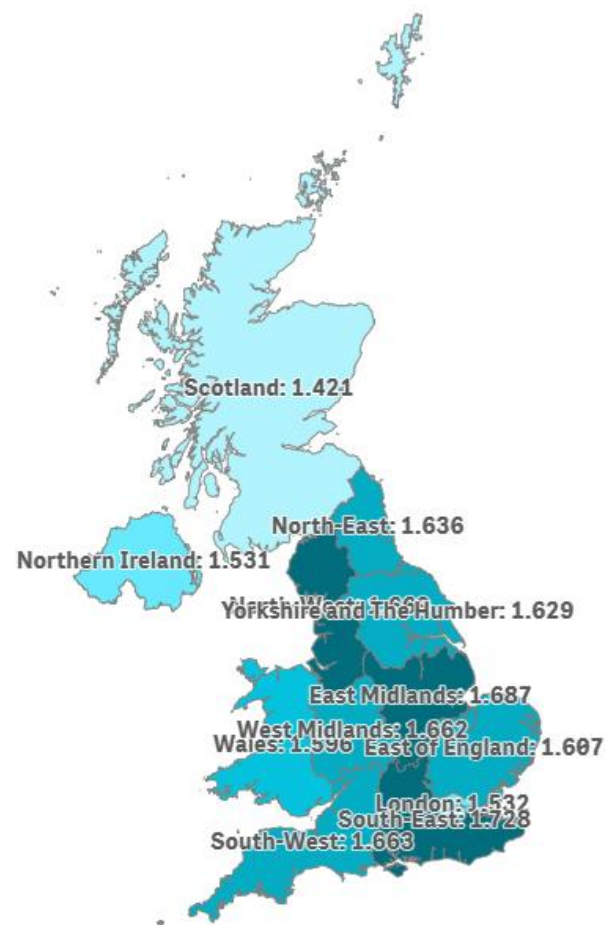 Scotland: 1.421
North-East: 1.636
Northern Ireland: 1.531
North-West:
Yorkshire and The Humber: 1.629
East Midlands: 1.687
West Midlands: 1.662
Wales: 1.596
East of England: 1.607
London: 1.532
South-East: 1.728
South-West: 1.663